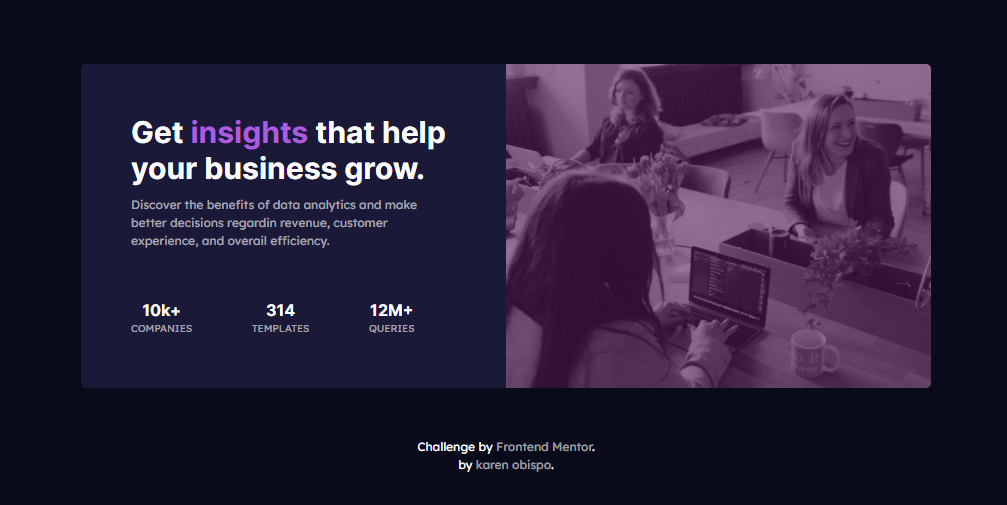 Get insights that help
your business grow.
Discover the benefits of data analytics and make
better decisions regardin revenue, customer
experience, and overail efficiency.
10k+ 314 12M+
COMPANIES TEMPLATES QUERIES
Challenge by Frontend Mentor.
by karen obispo.